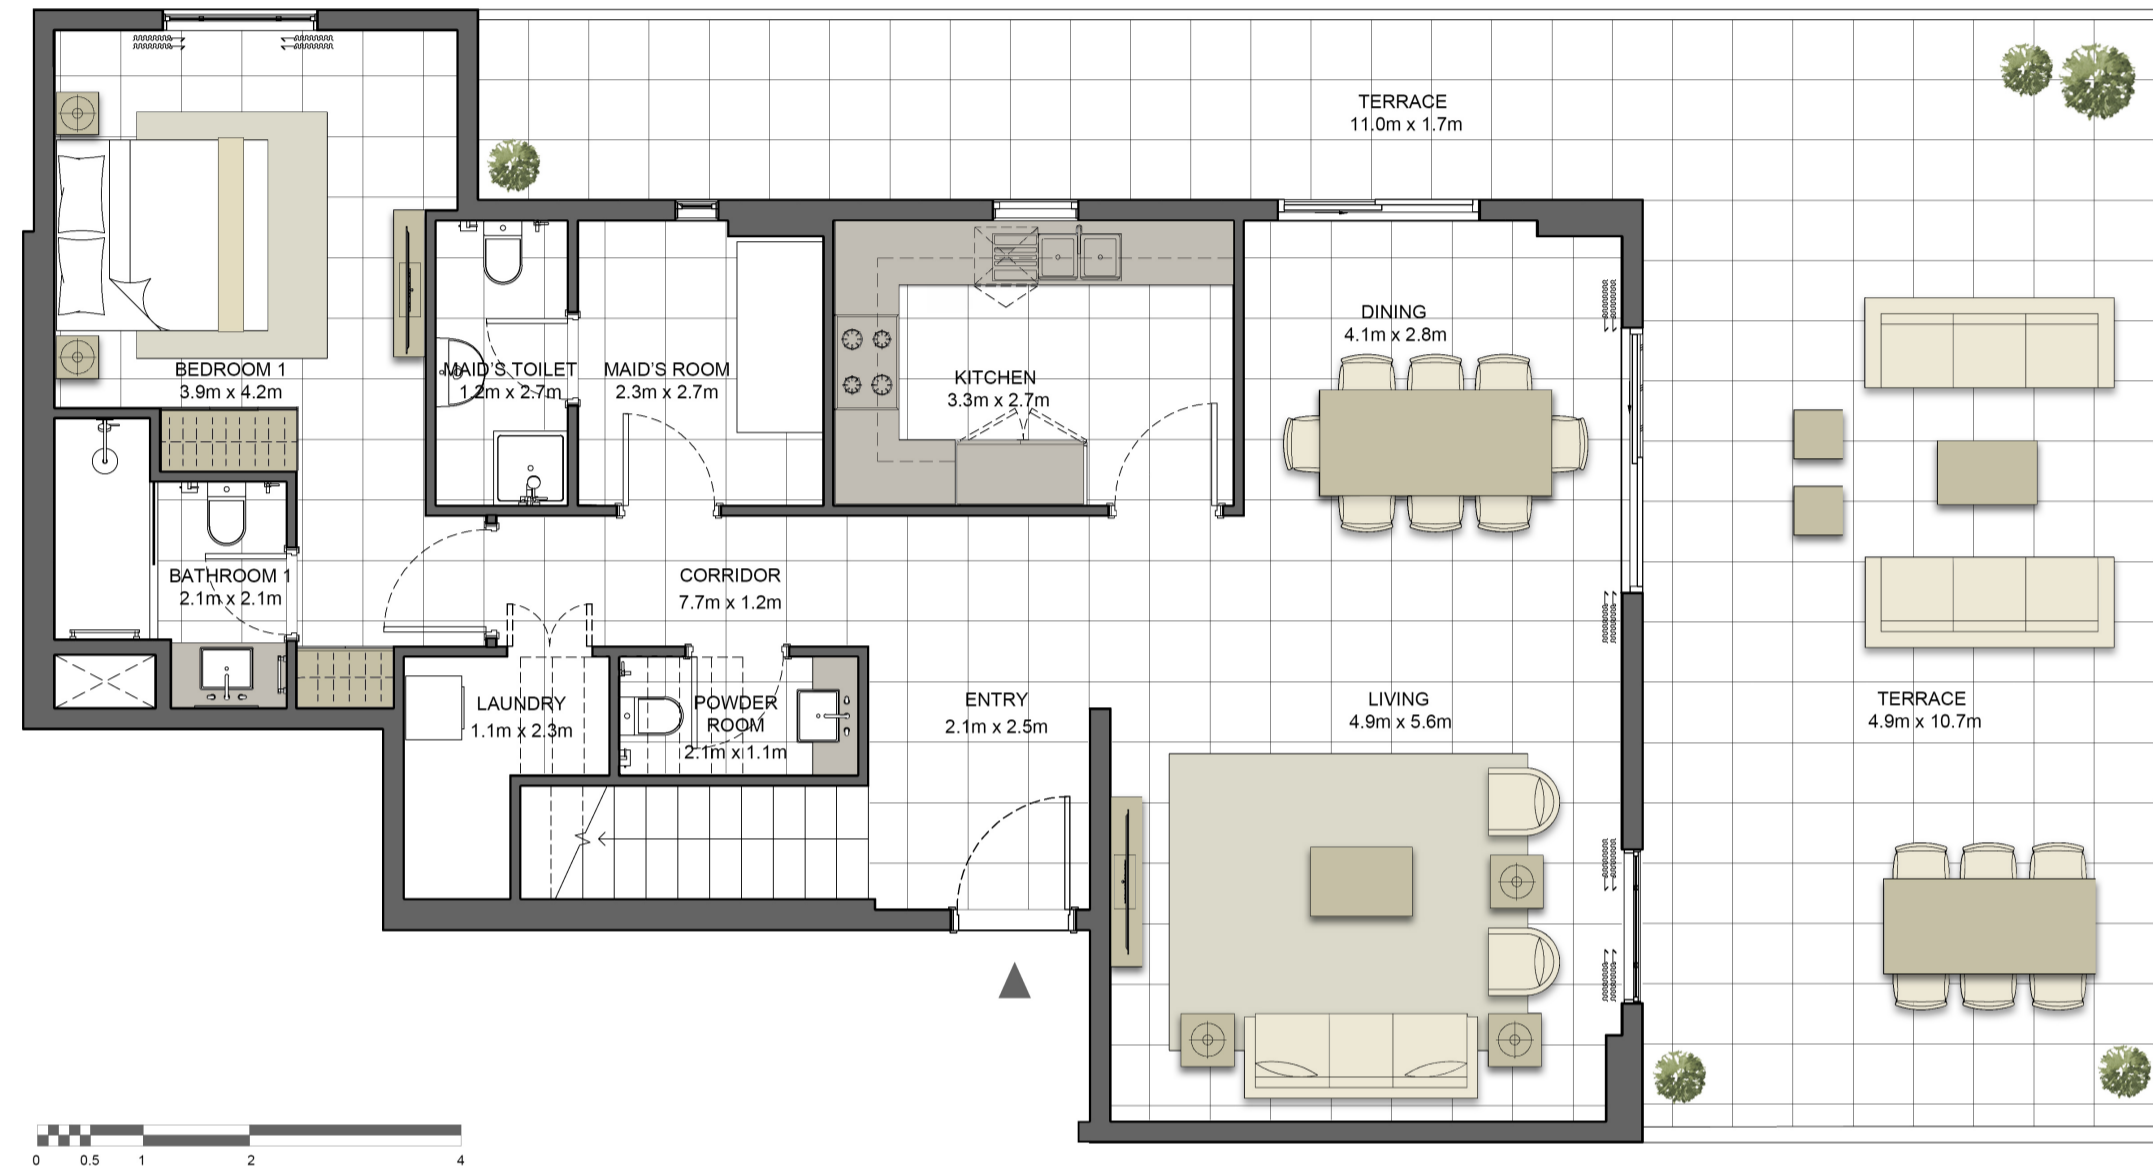 TERRACE
11.0m x 1.7m
DINING
4.1m x 2.8m
BEDROOM 1
3.9m x 4.2m
MAID'S TOILET
1.2m x 2.7m
MAID'S ROOM
2.3m x 2.7m
KITCHEN
3.3m x 2.7m
BATHROOM 1
2.1m x 2.1m
CORRIDOR
7.7m x 1.2m
LAUNDRY
1.1m x 2.3m
POWDER
ROOM
2.1m x 1.1m
ENTRY
2.1m x 2.5m
LIVING
4.9m x 5.6m
TERRACE
4.9m x 10.7m
0 0.5 1 2 4